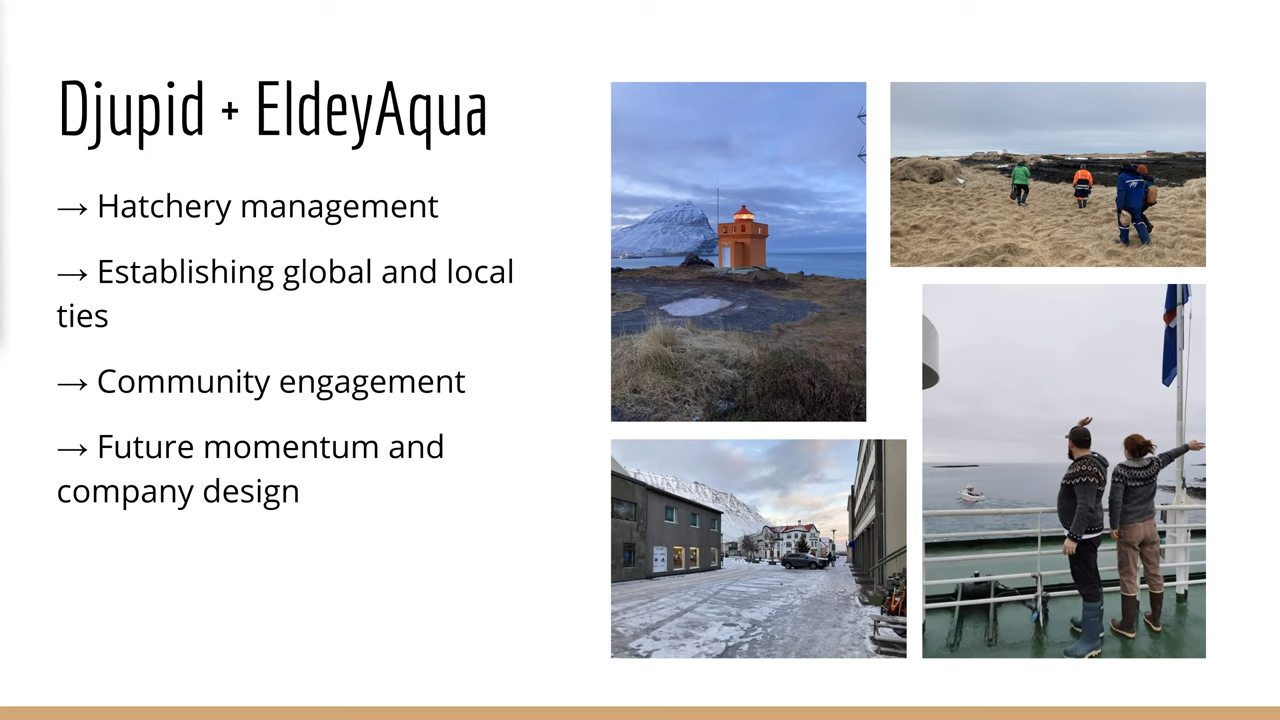 Djupid + EldeyAqua
→ Hatchery management
→ Establishing global and local
ties
→ Community engagement
→ Future momentum and
company design